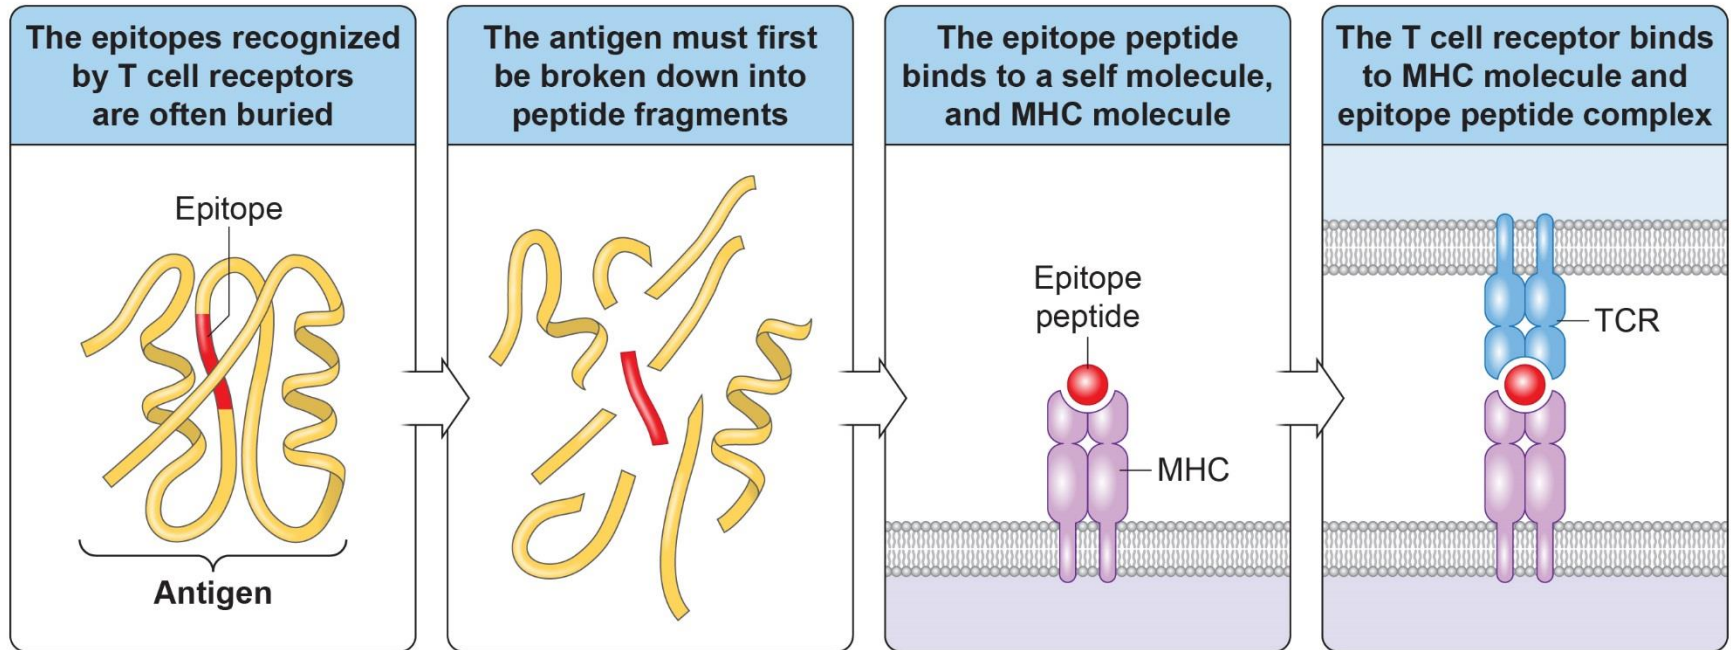 The epitopes recognized
by T cell receptors
are often buried
Epitope
Antigen
The antigen must first
be broken down into
peptide fragments
The epitope peptide
binds to a self molecule,
and MHC molecule
Epitope
peptide
MHC
The T cell receptor binds
to MHC molecule and
epitope peptide complex
TCR